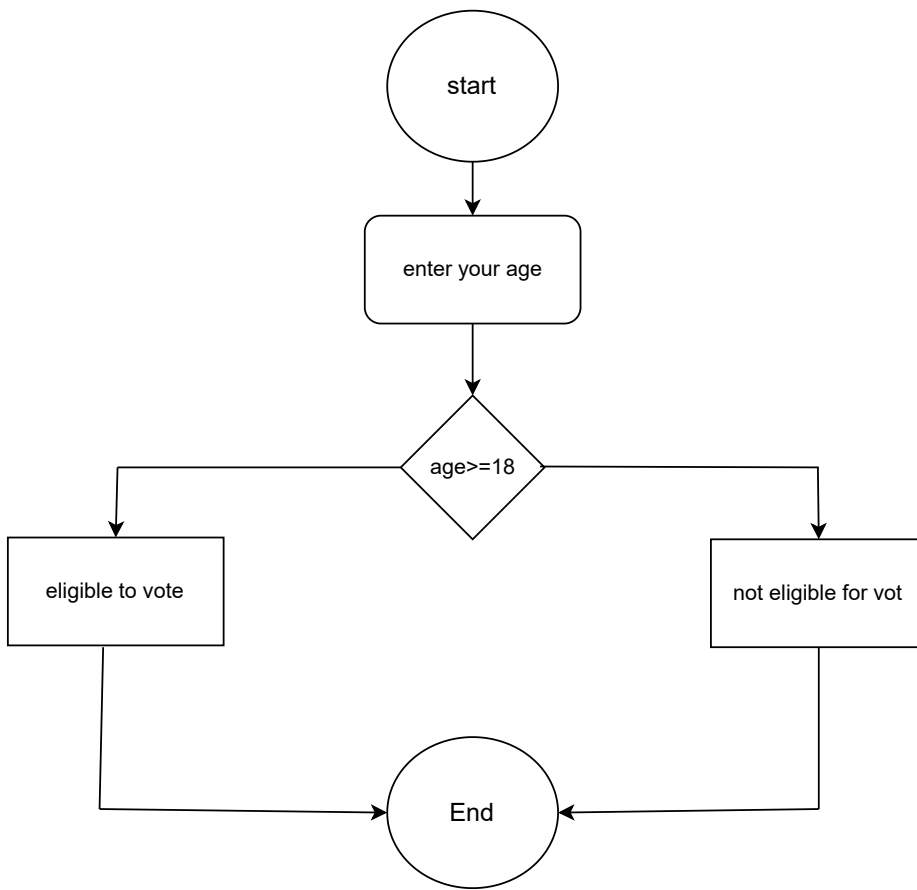 start
enter your age
age>=18
eligible to vote
not eligible for vot
End